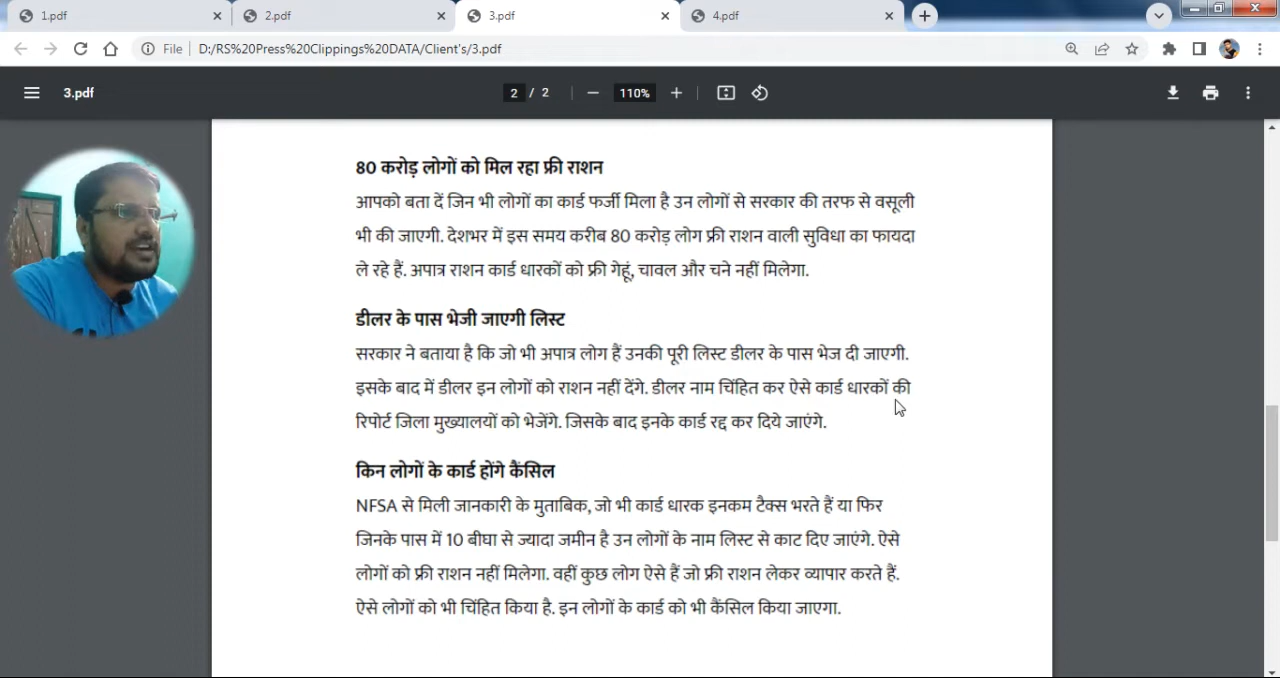 1.pdf
2.pdf
3.pdf
4.pdf
File D:/RS%20Press%20Clippings%20DATA/Client's/3.pdf
3.pdf
2 / 2
110%
80 करोड़ लोगों को मिल रहा फ्री राशन
आपको बता दें जिन भी लोगों का कार्ड फर्जी मिला है उन लोगों से सरकार की तरफ से वसूली
भी की जाएगी. देशभर में इस समय करीब 80 करोड़ लोग फ्री राशन वाली सुविधा का फायदा
ले रहे हैं. अपात्र राशन कार्ड धारकों को फ्री गेहूं, चावल और चने नहीं मिलेगा.
डीलर के पास भेजी जाएगी लिस्ट
सरकार ने बताया है कि जो भी अपात्र लोग हैं उनकी पूरी लिस्ट डीलर के पास भेज दी जाएगी.
इसके बाद में डीलर इन लोगों को राशन नहीं देंगे. डीलर नाम चिंहित कर ऐसे कार्ड धारकों की
रिपोर्ट जिला मुख्यालयों को भेजेंगे. जिसके बाद इनके कार्ड रद्द कर दिये जाएंगे.
किन लोगों के कार्ड होंगे कैंसिल
NFSA से मिली जानकारी के मुताबिक, जो भी कार्ड धारक इनकम टैक्स भरते हैं या फिर
जिनके पास में 10 बीघा से ज्यादा जमीन है उन लोगों के नाम लिस्ट से काट दिए जाएंगे. ऐसे
लोगों को फ्री राशन नहीं मिलेगा. वहीं कुछ लोग ऐसे हैं जो फ्री राशन लेकर व्यापार करते हैं.
ऐसे लोगों को भी चिंहित किया है. इन लोगों के कार्ड को भी कैंसिल किया जाएगा.